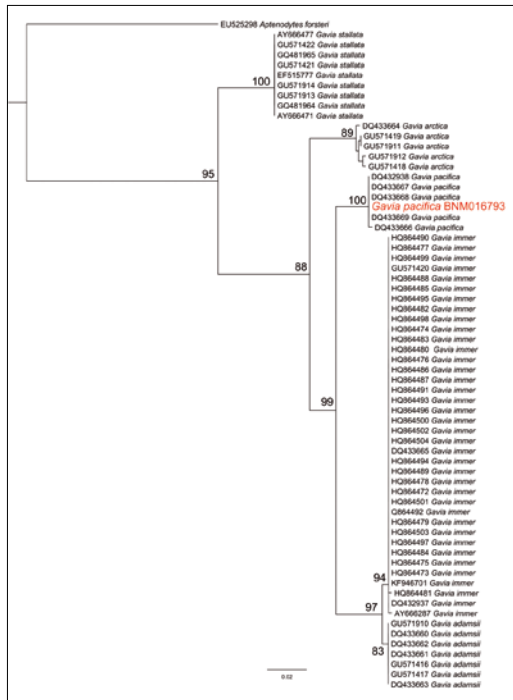 EU525298 Aptenodytes forsteri
AY666477 Gavia stallata
GU571422 Gavia stallata
GQ481965 Gavia stallata
GU571421 Gavia stallata
EF515777 Gavia stallata
GU571914 Gavia stallata
GU571913 Gavia stallata
GQ481964 Gavia stallata
AY666471 Gavia stallata
100
DQ433664 Gavia arctica
GU571419 Gavia arctica
GU571911 Gavia arctica
GU571912 Gavia arctica
GU571418 Gavia arctica
89
95
DQ432938 Gavia pacifica
DQ433667 Gavia pacifica
DQ433668 Gavia pacifica
Gavia pacifica BNM016793
DQ433669 Gavia pacifica
DQ433666 Gavia pacifica
100
HQ864490 Gavia immer
HQ864477 Gavia immer
HQ864499 Gavia immer
GU571420 Gavia immer
HQ864488 Gavia immer
HQ864485 Gavia immer
HQ864495 Gavia immer
HQ864482 Gavia immer
HQ864498 Gavia immer
HQ864474 Gavia immer
HQ864483 Gavia immer
HQ864480 Gavia immer
HQ864476 Gavia immer
HQ864486 Gavia immer
HQ864487 Gavia immer
HQ864491 Gavia immer
HQ864493 Gavia immer
HQ864496 Gavia immer
HQ864500 Gavia immer
HQ864502 Gavia immer
HQ864504 Gavia immer
DQ433665 Gavia immer
HQ864494 Gavia immer
HQ864489 Gavia immer
HQ864478 Gavia immer
HQ864472 Gavia immer
HQ864501 Gavia immer
Q864492 Gavia immer
HQ864479 Gavia immer
HQ864503 Gavia immer
HQ864497 Gavia immer
HQ864484 Gavia immer
HQ864475 Gavia immer
HQ864473 Gavia immer
KF946701 Gavia immer
HQ864481 Gavia immer
DQ432937 Gavia immer
AY666287 Gavia immer
88
99
94
97
GU571910 Gavia adamsii
DQ433660 Gavia adamsii
DQ433662 Gavia adamsii
DQ433661 Gavia adamsii
GU571416 Gavia adamsii
GU571417 Gavia adamsii
DQ433663 Gavia adamsii
83
0.02